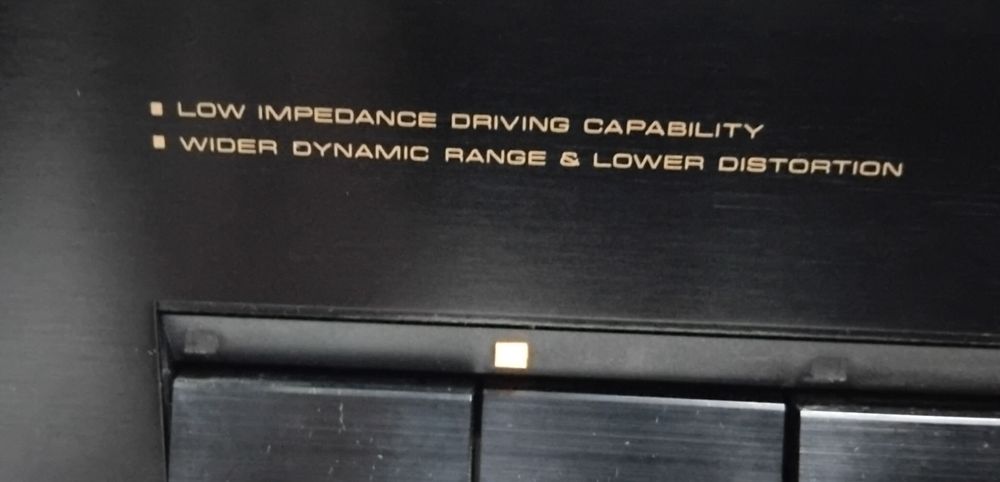 LOW IMPEDANCE DRIVING CAPABILITY
WIDER DYNAMIC RANGE & LOWER DISTORTION